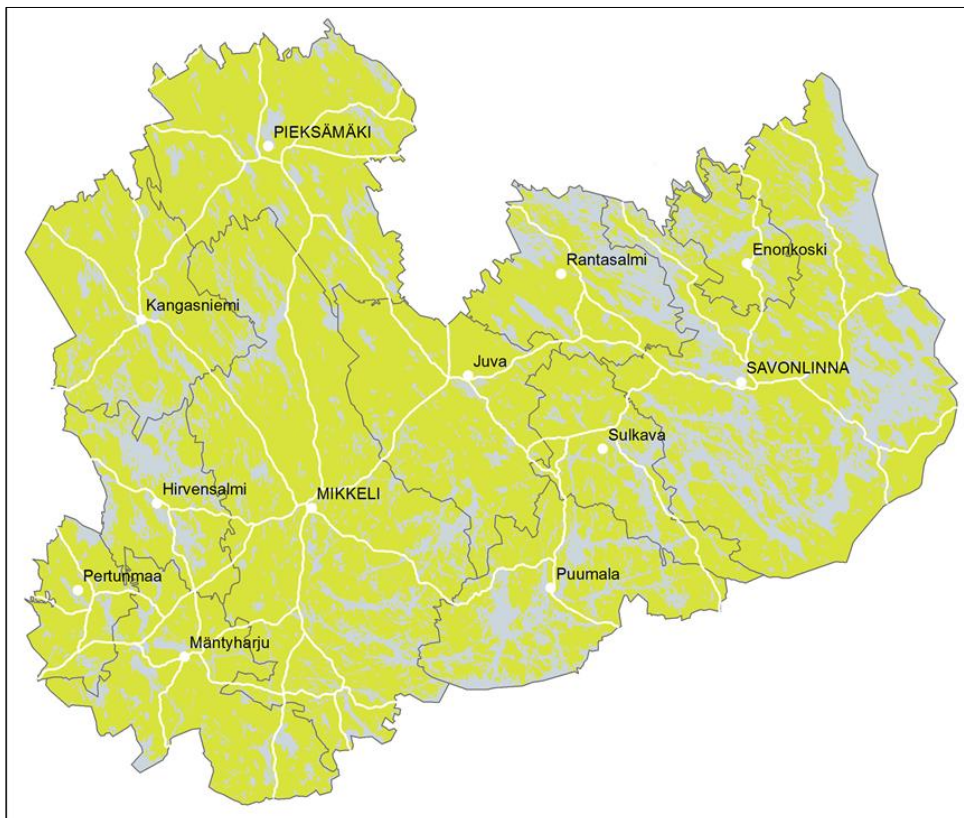 PIEKSÄMÄKI
Enonkoski
Rantasalmi
Kangasniemi
Juva
SAVONLINNA
Sulkava
Hirvensalmi
MIKKELI
Pertunmaa
Puumala
Mäntyharju